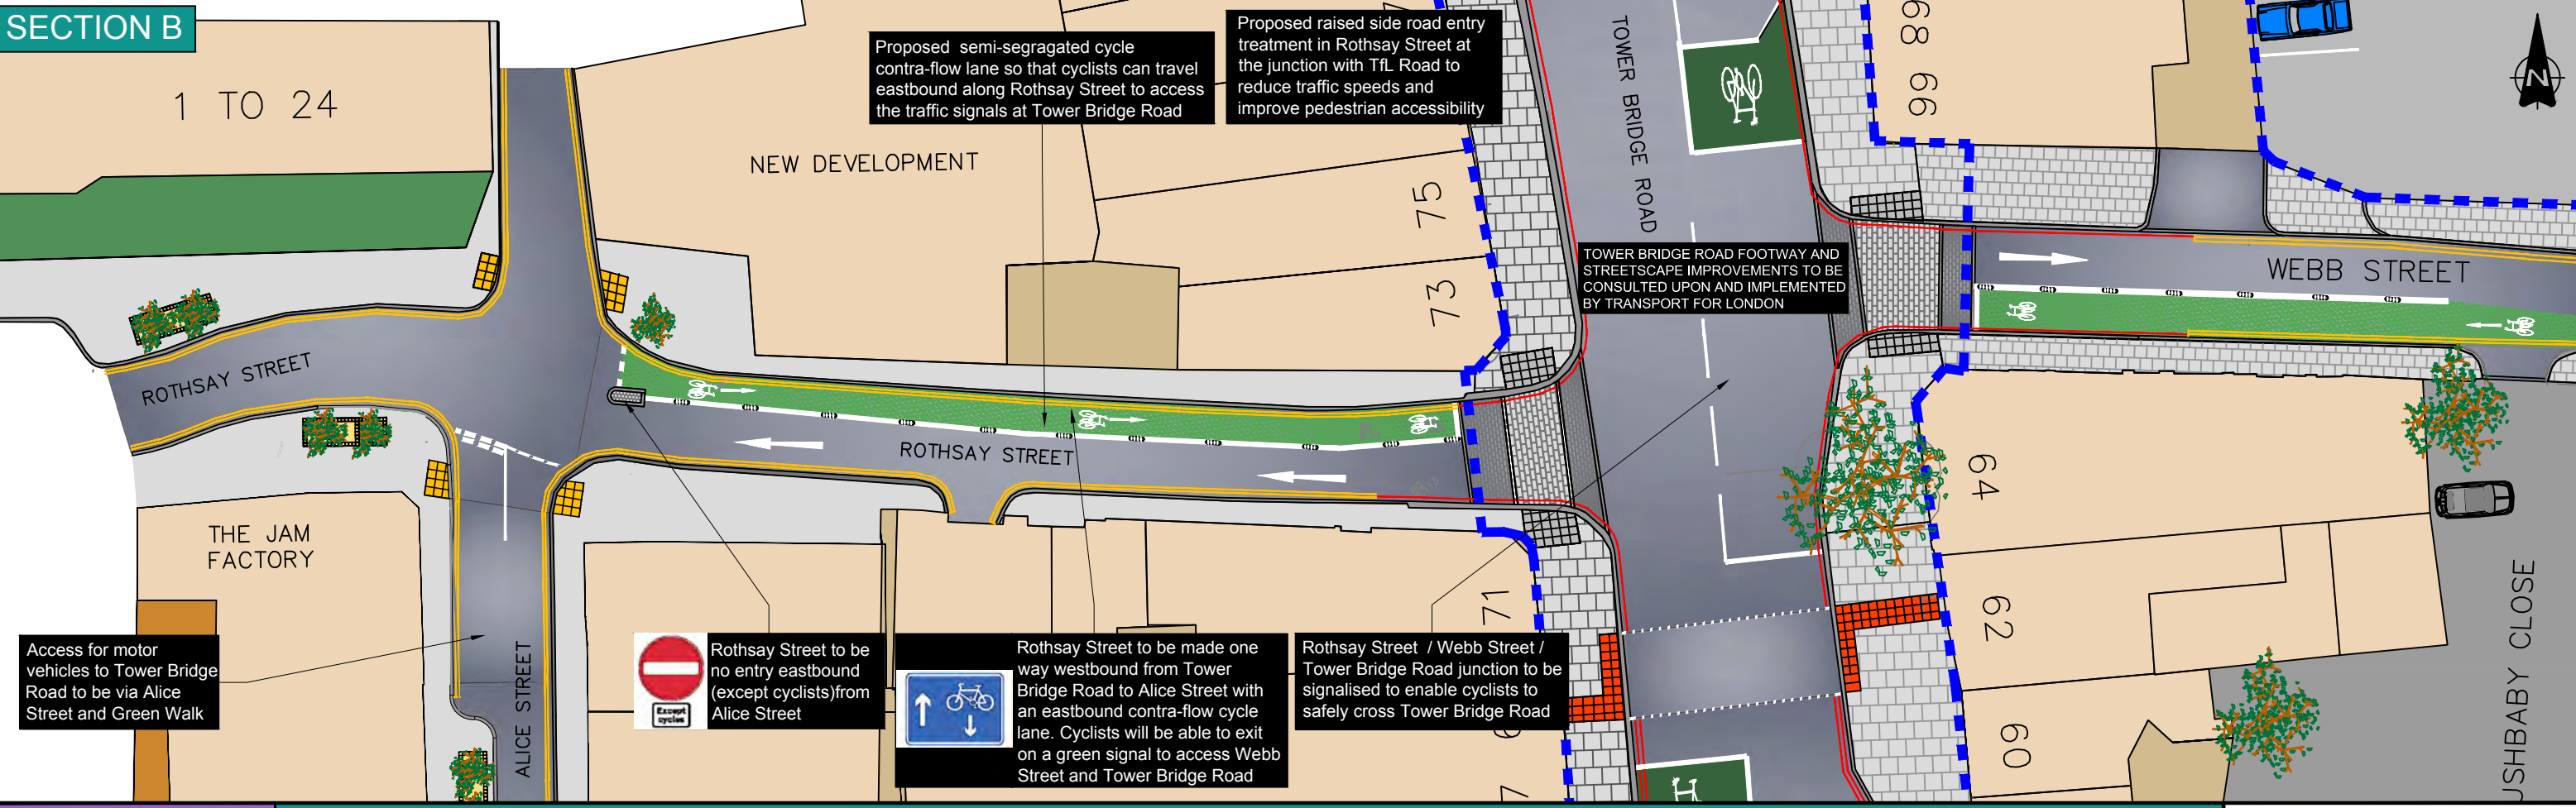 SECTION B
1 TO 24
Proposed semi-segragated cycle
contra-flow lane so that cyclists can travel
eastbound along Rothsay Street to access
the traffic signals at Tower Bridge Road
Proposed raised side road entry
treatment in Rothsay Street at
the junction with TfL Road to
reduce traffic speeds and
improve pedestrian accessibility
TOWER BRIDGE ROAD
68
66
N
NEW DEVELOPMENT
75
73
TOWER BRIDGE ROAD FOOTWAY AND
STREETSCAPE IMPROVEMENTS TO BE
CONSULTED UPON AND IMPLEMENTED
BY TRANSPORT FOR LONDON
WEBB STREET
ROTHSAY STREET
ROTHSAY STREET
THE JAM
FACTORY
64
71
62
60
USHBABY CLOSE
ALICE STREET
Access for motor
vehicles to Tower Bridge
Road to be via Alice
Street and Green Walk
Except
cycles
Rothsay Street to be
no entry eastbound
(except cyclists)from
Alice Street
Rothsay Street to be made one
way westbound from Tower
Bridge Road to Alice Street with
an eastbound contra-flow cycle
lane. Cyclists will be able to exit
on a green signal to access Webb
Street and Tower Bridge Road
Rothsay Street / Webb Street /
Tower Bridge Road junction to be
signalised to enable cyclists to
safely cross Tower Bridge Road